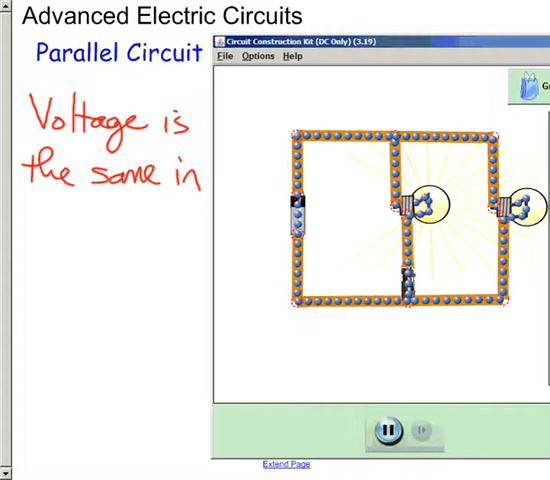 Advanced Electric Circuits
Parallel Circuit
Circuit Construction Kit (DC Only) (3.19)
File Options Help
Voltage is
the same in
Extend Page